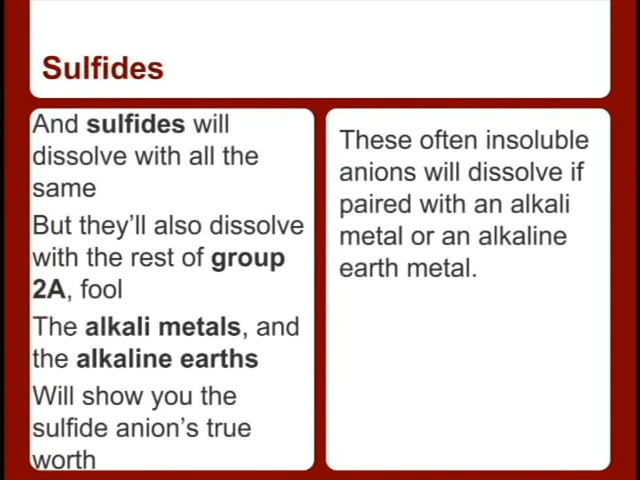 Sulfides
And sulfides will
dissolve with all the
same
But they'll also dissolve
with the rest of group
2A, fool
The alkali metals, and
the alkaline earths
Will show you the
sulfide anion's true
worth
These often insoluble
anions will dissolve if
paired with an alkali
metal or an alkaline
earth metal.